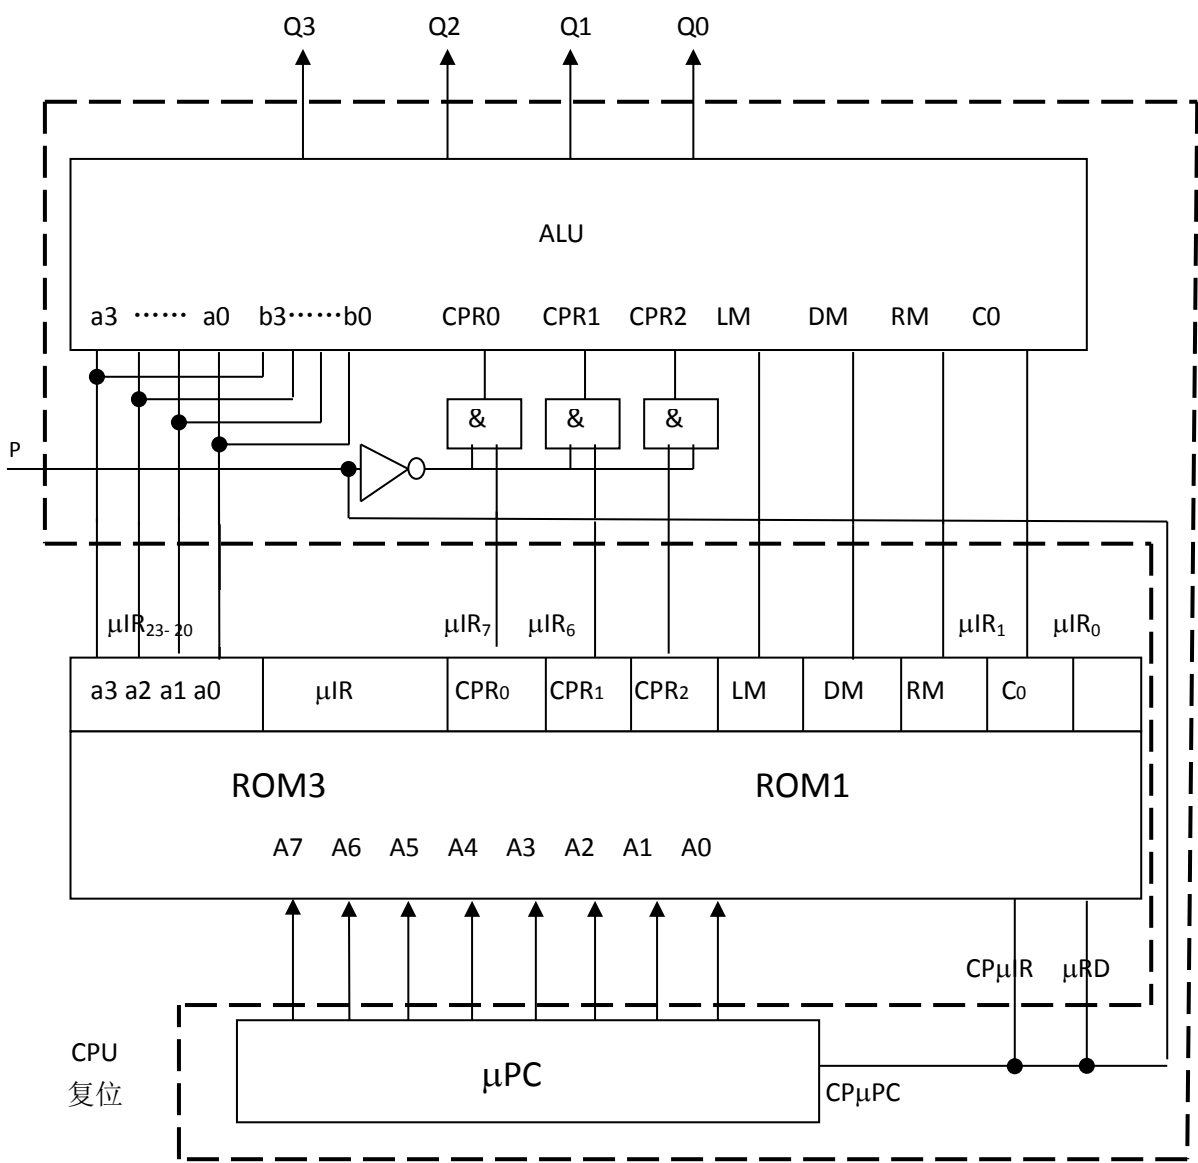 Q3 Q2 Q1 Q0
ALU
a3 ······ a0 b3······b0 CPR0 CPR1 CPR2 LM DM RM C0
& & &
P
μIR23-20 μIR7 μIR6 μIR1 μIR0
a3 a2 a1 a0 μIR CPR0 CPR1 CPR2 LM DM RM C0
ROM3 ROM1
A7 A6 A5 A4 A3 A2 A1 A0
CPμIR μRD
CPU
复位
μPC
CPμPC